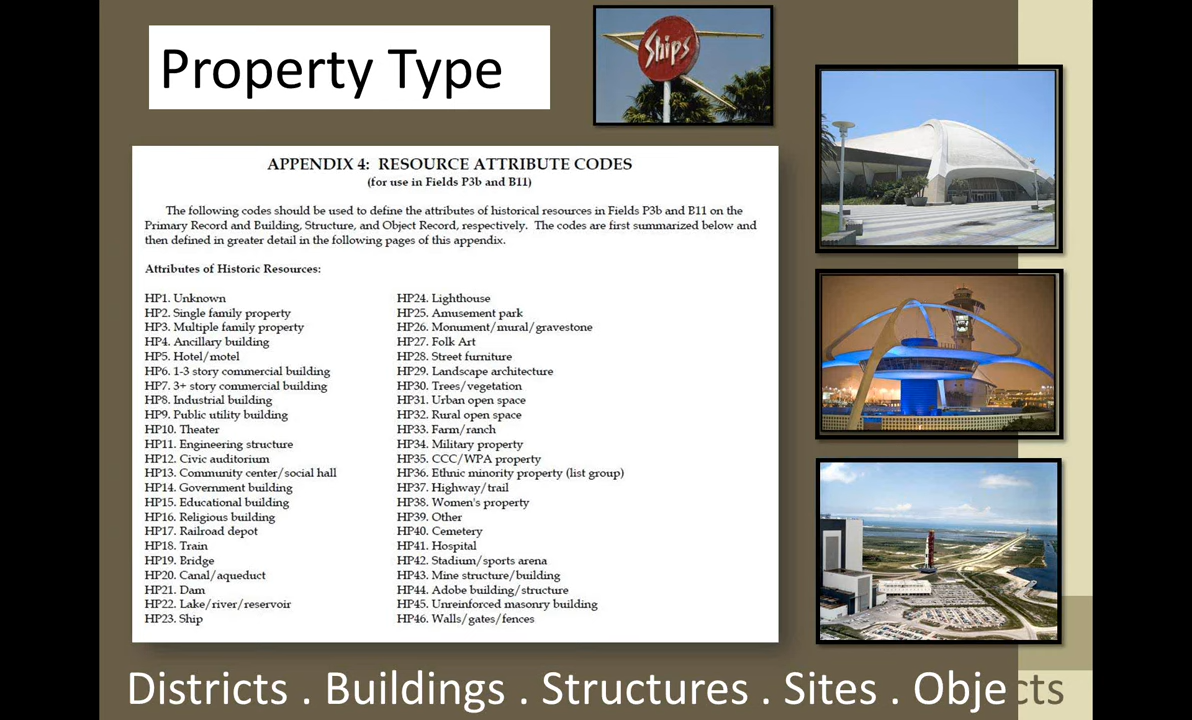 Property Type
Ships
APPENDIX 4: RESOURCE ATTRIBUTE CODES
(for use in Fields P3b and B11)
The following codes should be used to define the attributes of historical resources in Fields P3b and B11 on the
Primary Record and Building, Structure, and Object Record, respectively. The codes are first summarized below and
then defined in greater detail in the following pages of this appendix.
Attributes of Historic Resources:
HP1. Unknown
HP2. Single family property
HP3. Multiple family property
HP4. Ancillary building
HP5. Hotel/motel
HP6. 1-3 story commercial building
HP7. 3+ story commercial building
HP8. Industrial building
HP9. Public utility building
HP10. Theater
HP11. Engineering structure
HP12. Civic auditorium
HP13. Community center/social hall
HP14. Government building
HP15. Educational building
HP16. Religious building
HP17. Railroad depot
HP18. Train
HP19. Bridge
HP20. Canal/aqueduct
HP21. Dam
HP22. Lake/river/reservoir
HP23. Ship
HP24. Lighthouse
HP25. Amusement park
HP26. Monument/mural/gravestone
HP27. Folk Art
HP28. Street furniture
HP29. Landscape architecture
HP30. Trees/vegetation
HP31. Urban open space
HP32. Rural open space
HP33. Farm/ranch
HP34. Military property
HP35. CCC/WPA property
HP36. Ethnic minority property (list group)
HP37. Highway/trail
HP38. Women's property
HP39. Other
HP40. Cemetery
HP41. Hospital
HP42. Stadium/sports arena
HP43. Mine structure/building
HP44. Adobe building/structure
HP45. Unreinforced masonry building
HP46. Walls/gates/fences
Districts . Buildings . Structures . Sites . Objects